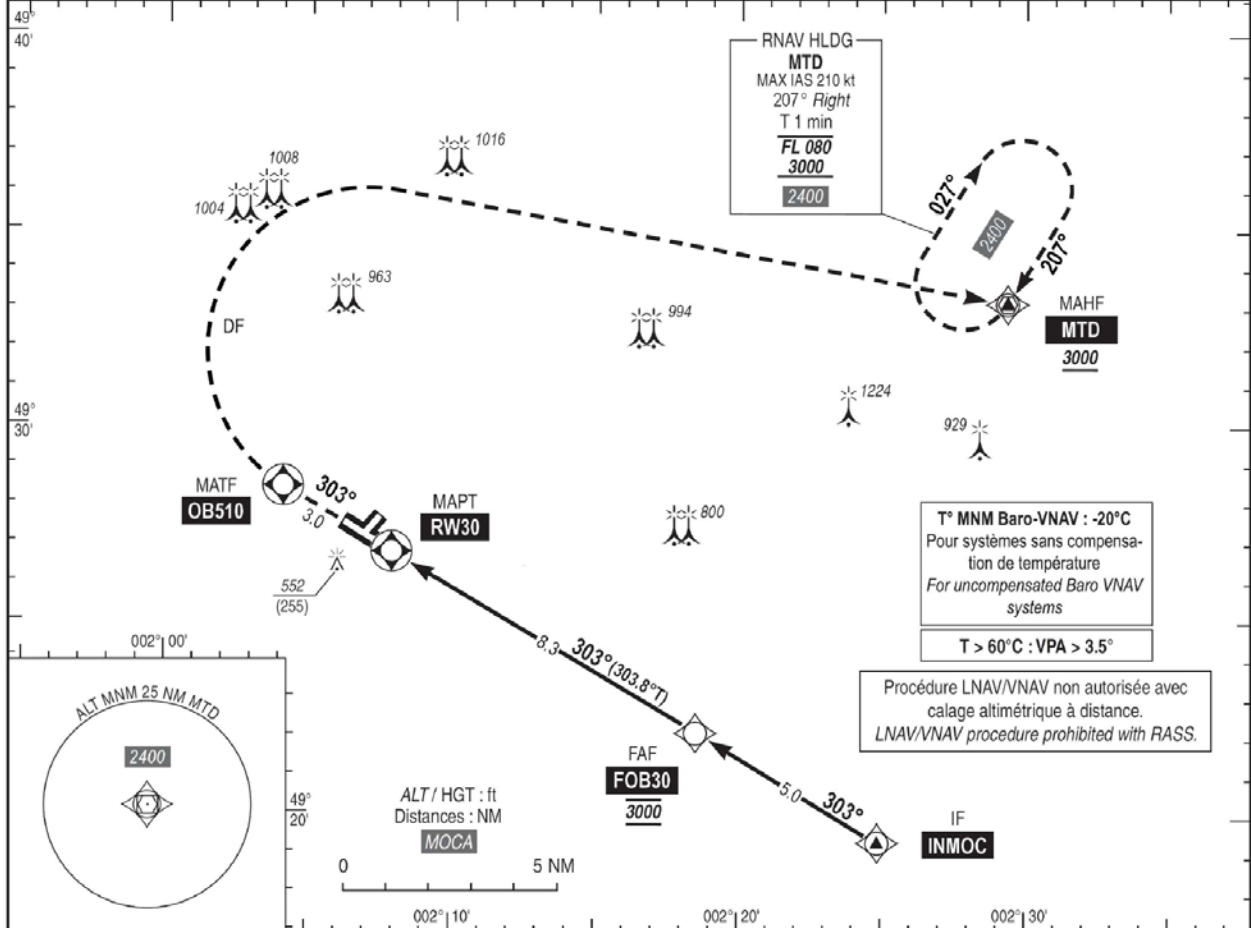 49°
40'
RNAV HLDG
MTD
MAX IAS 210 kt
207° Right
T 1 min
FL 080
3000
2400
1016
1008
1004
027°
2400
207°
963
DF
994
MAHF
MTD
3000
1224
49°
30'
929
MATF
OB510
303°
3.0
MAPT
RW30
800
552
(255)
T° MNM Baro-VNAV : -20°C
Pour systèmes sans compensa-
tion de température
For uncompensated Baro VNAV
systems
T > 60°C : VPA > 3.5°
002° 00'
8.3
303° (303.8°T)
Procédure LNAV/VNAV non autorisée avec
calage altimétrique à distance.
LNAV/VNAV procedure prohibited with RASS.
ALT MNM 25 NM MTD
2400
FAF
FOB30
3000
5.0
303°
IF
INMOC
49°
20'
ALT / HGT : ft
Distances : NM
MOCA
0 5 NM
002° 10'
002° 20'
002° 30'